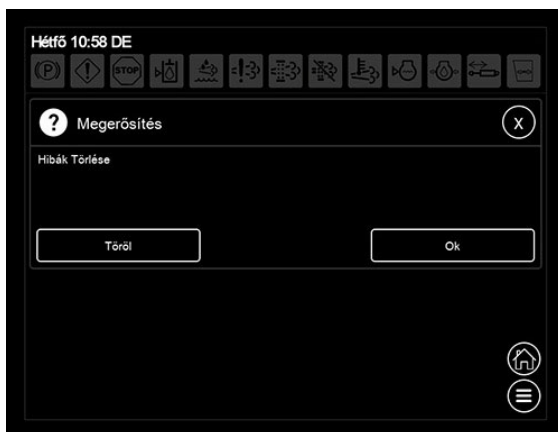 Hétfő 10:58 DE
P
STOP
? Megerősítés X
Hibák Törlése
Töröl Ok